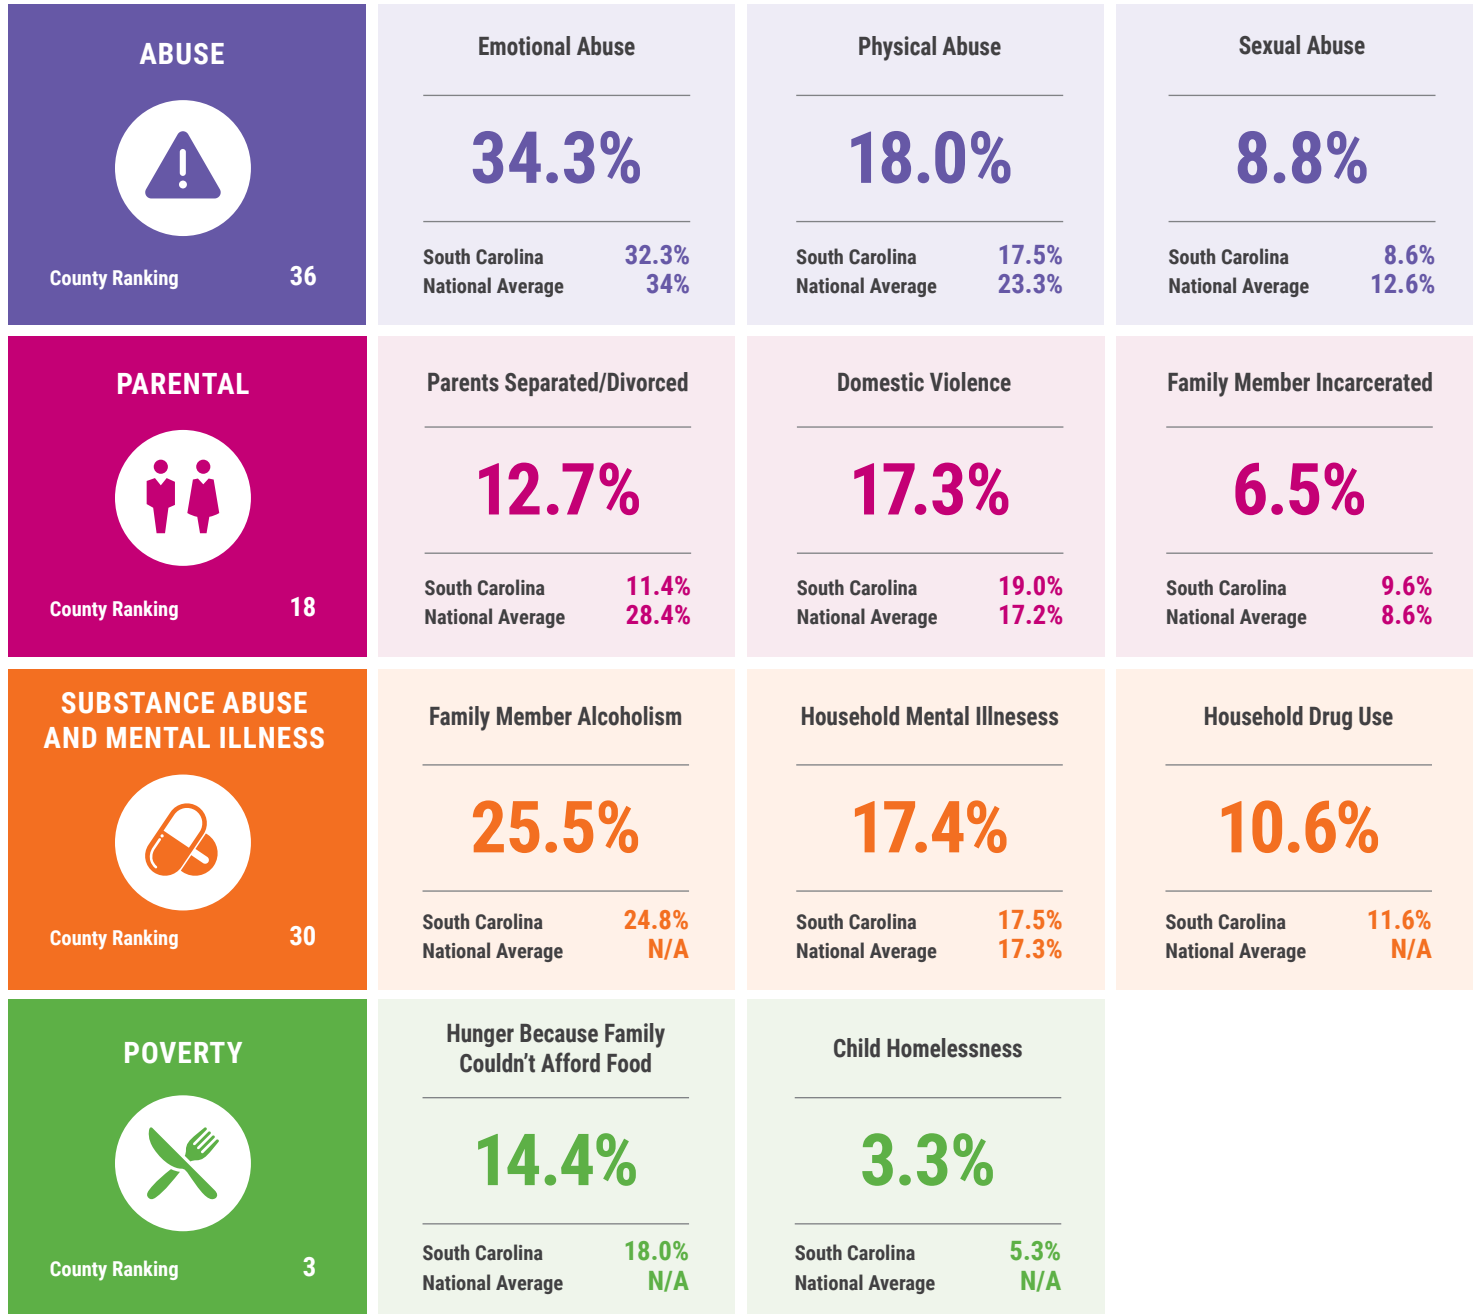 ABUSE
County Ranking 36
Emotional Abuse
34.3%
South Carolina 32.3%
National Average 34%
Physical Abuse
18.0%
South Carolina 17.5%
National Average 23.3%
Sexual Abuse
8.8%
South Carolina 8.6%
National Average 12.6%
PARENTAL
County Ranking 18
Parents Separated/Divorced
12.7%
South Carolina 11.4%
National Average 28.4%
Domestic Violence
17.3%
South Carolina 19.0%
National Average 17.2%
Family Member Incarcerated
6.5%
South Carolina 9.6%
National Average 8.6%
SUBSTANCE ABUSE
AND MENTAL ILLNESS
County Ranking 30
Family Member Alcoholism
25.5%
South Carolina 24.8%
National Average N/A
Household Mental Illnesess
17.4%
South Carolina 17.5%
National Average 17.3%
Household Drug Use
10.6%
South Carolina 11.6%
National Average N/A
POVERTY
County Ranking 3
Hunger Because Family
Couldn’t Afford Food
14.4%
South Carolina 18.0%
National Average N/A
Child Homelessness
3.3%
South Carolina 5.3%
National Average N/A